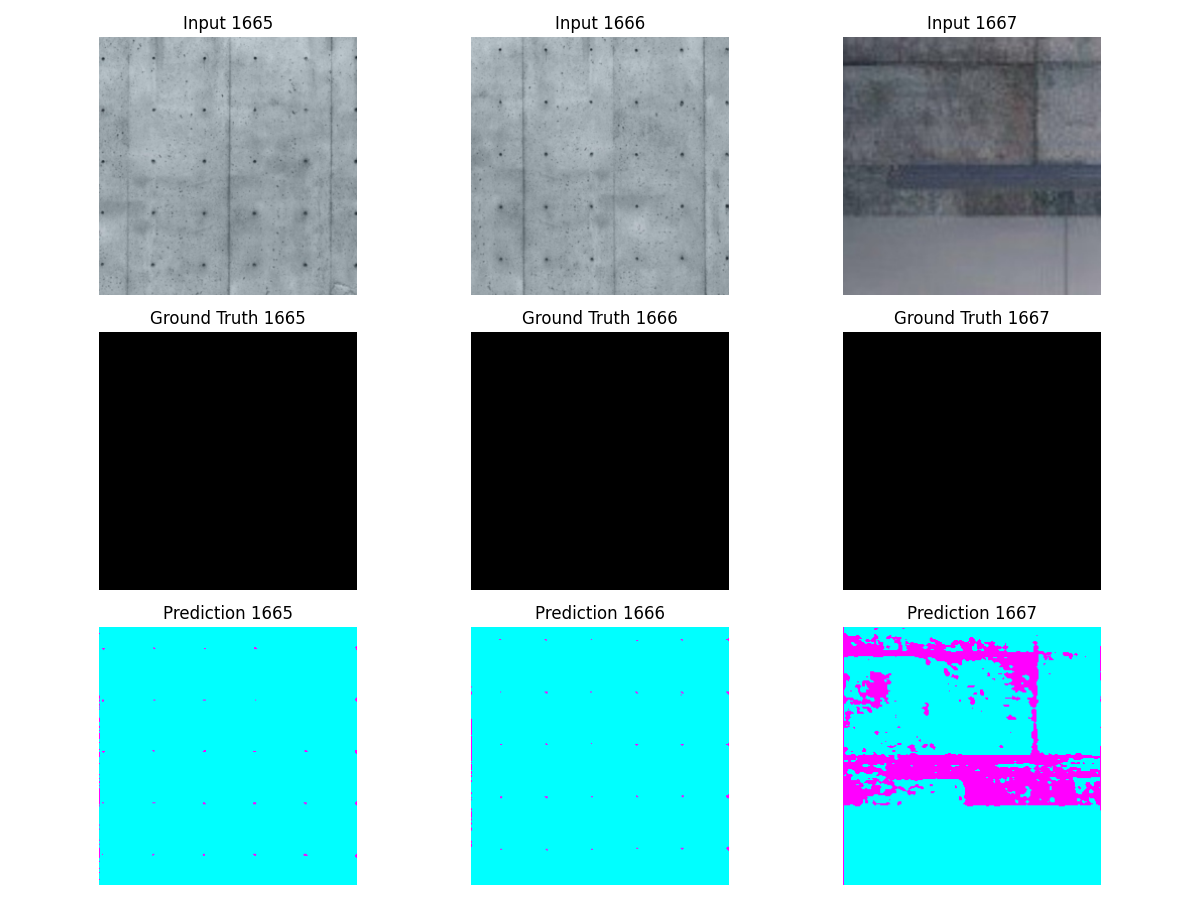 Input 1665
Input 1666
Input 1667
Ground Truth 1665
Ground Truth 1666
Ground Truth 1667
Prediction 1665
Prediction 1666
Prediction 1667